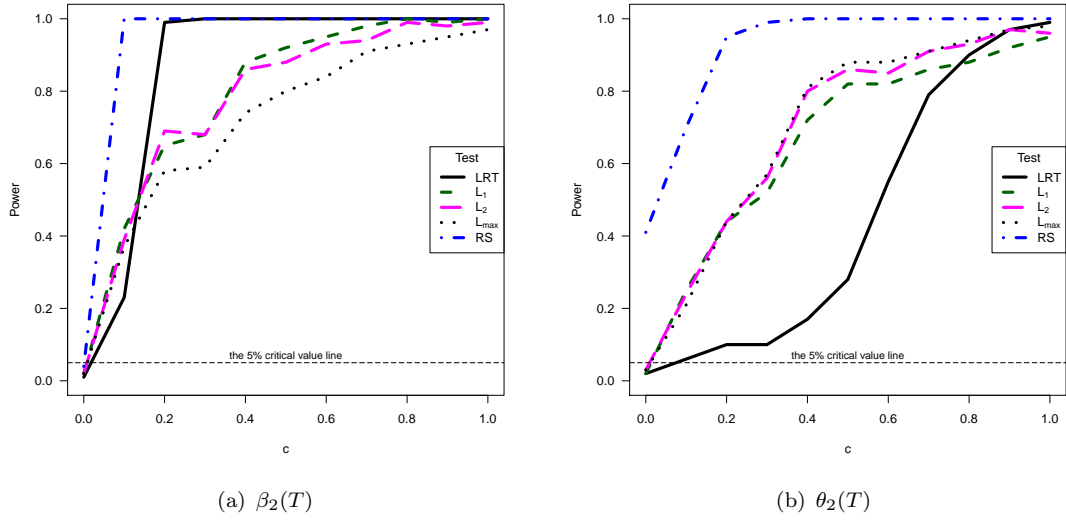 1.0
0.8
0.6
0.4
0.2
0.0
Power
Test
LRT
L1
L2
Lmax
RS
the 5% critical value line
0.0 0.2 0.4 0.6 0.8 1.0
c
(a) β2(T)
1.0
0.8
0.6
0.4
0.2
0.0
Power
Test
LRT
L1
L2
Lmax
RS
the 5% critical value line
0.0 0.2 0.4 0.6 0.8 1.0
c
(b) θ2(T)